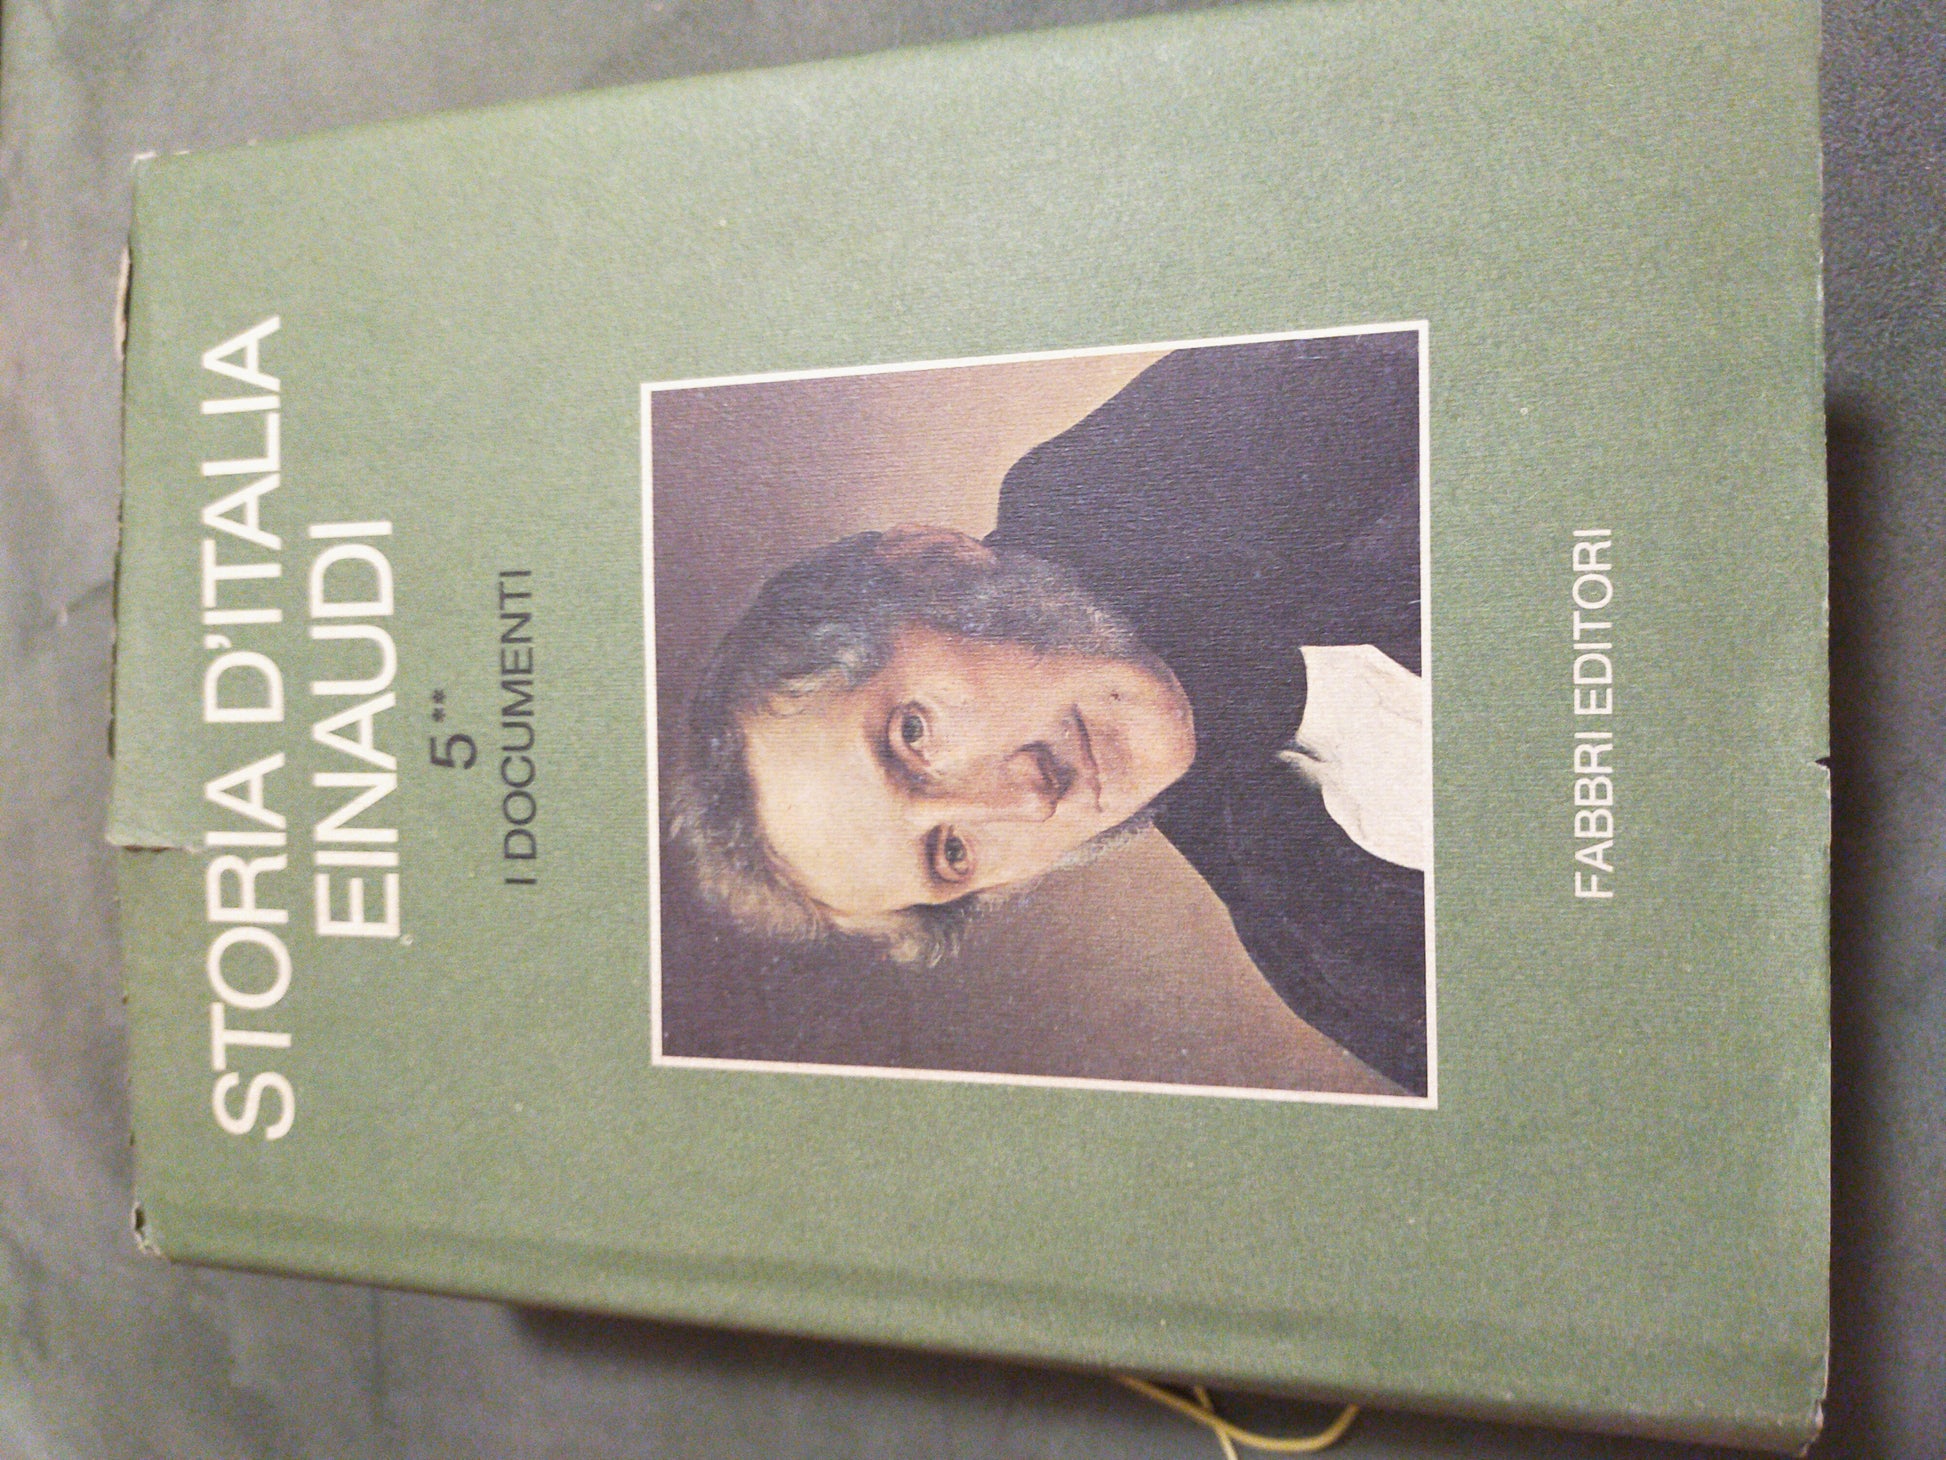 STORIA D'ITALIA
EINAUDI
5**
I DOCUMENTI
FABBRI EDITORI